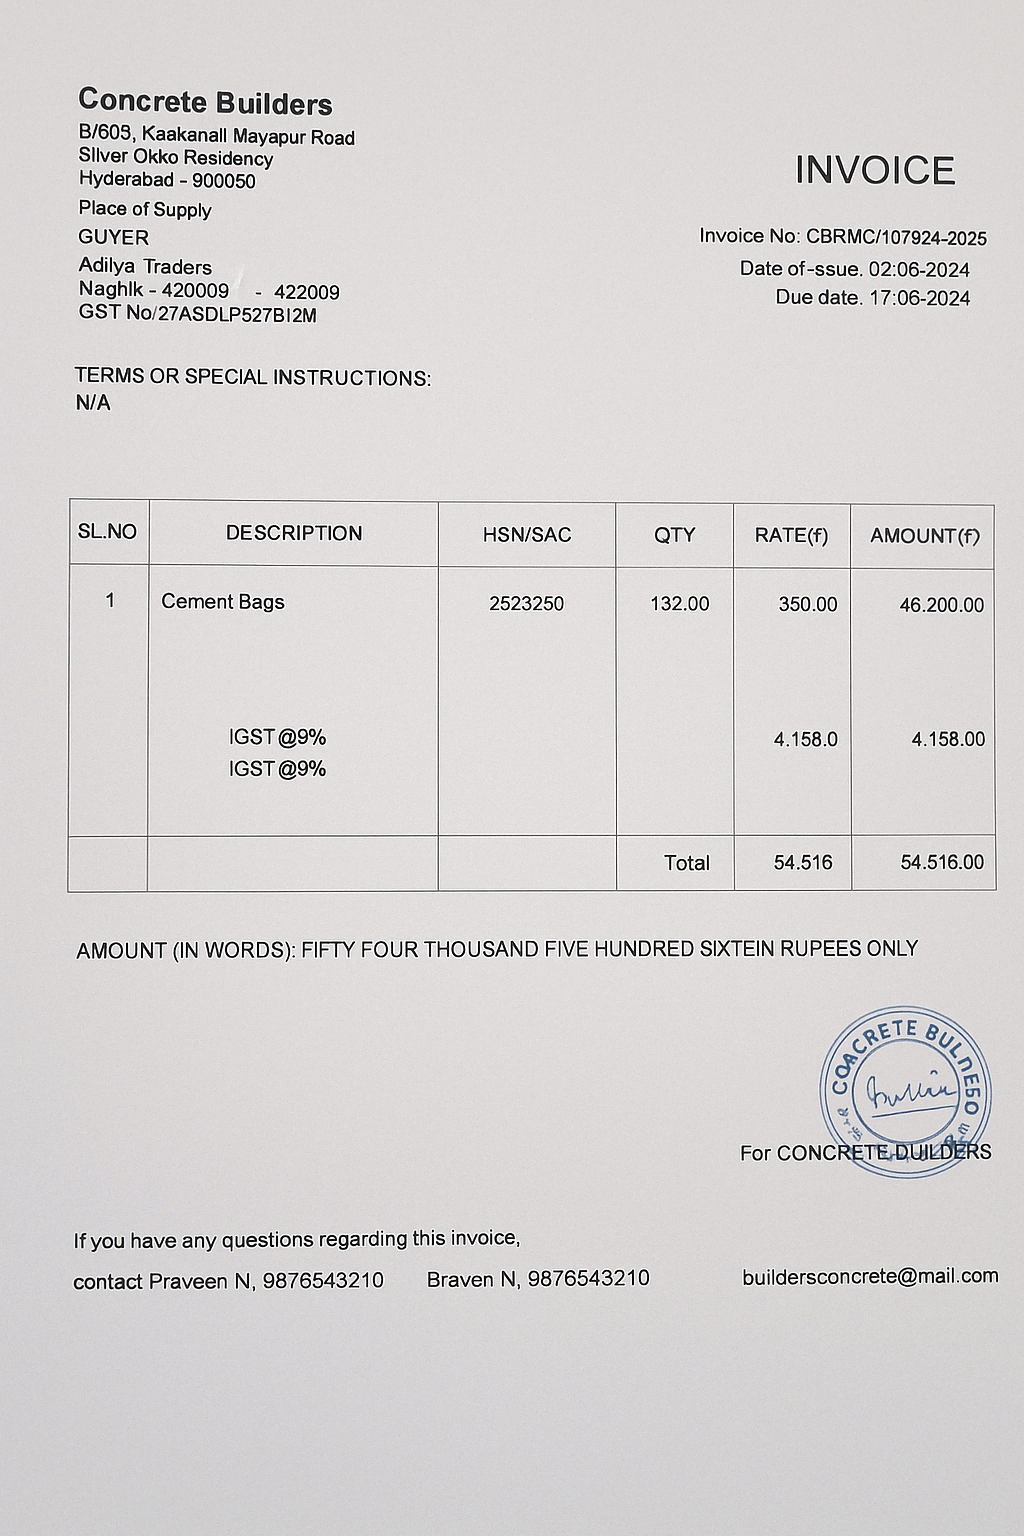 Concrete Builders
B/603, Kaakanall Mayapur Road
SIlver Okko Residency
Hyderabad - 900050
Place of Supply
GUYER
Adilya Traders
Naghlk - 420009 - 422009
GST No/27ASDLP527BI2M
INVOICE
Invoice No: CBRMC/107924-2025
Date of-ssue. 02:06-2024
Due date. 17:06-2024
TERMS OR SPECIAL INSTRUCTIONS:
N/A
SL.NO DESCRIPTION HSN/SAC QTY RATE(f) AMOUNT(f)
1 Cement Bags 2523250 132.00 350.00 46.200.00
IGST@9% 4.158.0 4.158.00
IGST@9%
Total 54.516 54.516.00
AMOUNT (IN WORDS): FIFTY FOUR THOUSAND FIVE HUNDRED SIXTEIN RUPEES ONLY
For CONCRETE DUILDERS
If you have any questions regarding this invoice,
contact Praveen N, 9876543210 Braven N, 9876543210 buildersconcrete@mail.com